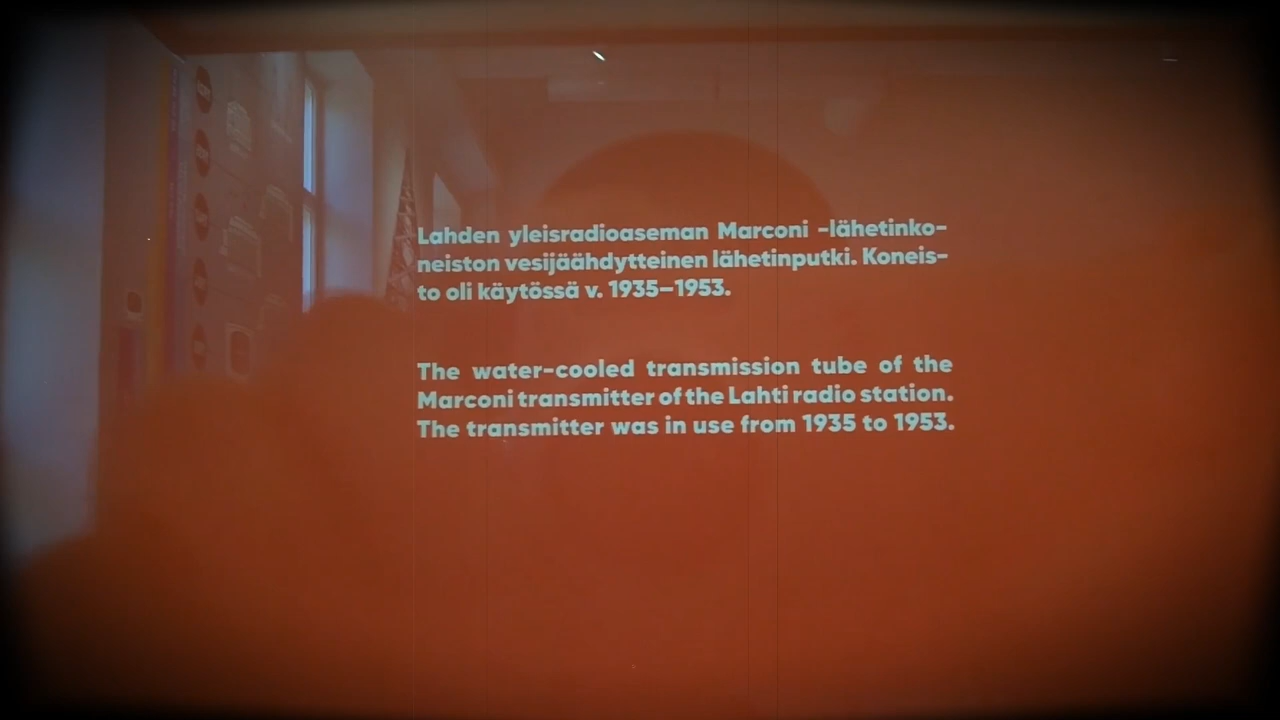 Lahden yleisradioaseman Marconi -lähetinko-
neiston vesijäähdytteinen lähetinputki. Koneis-
to oli käytössä v. 1935–1953.
The water-cooled transmission tube of the
Marconi transmitter of the Lahti radio station.
The transmitter was in use from 1935 to 1953.